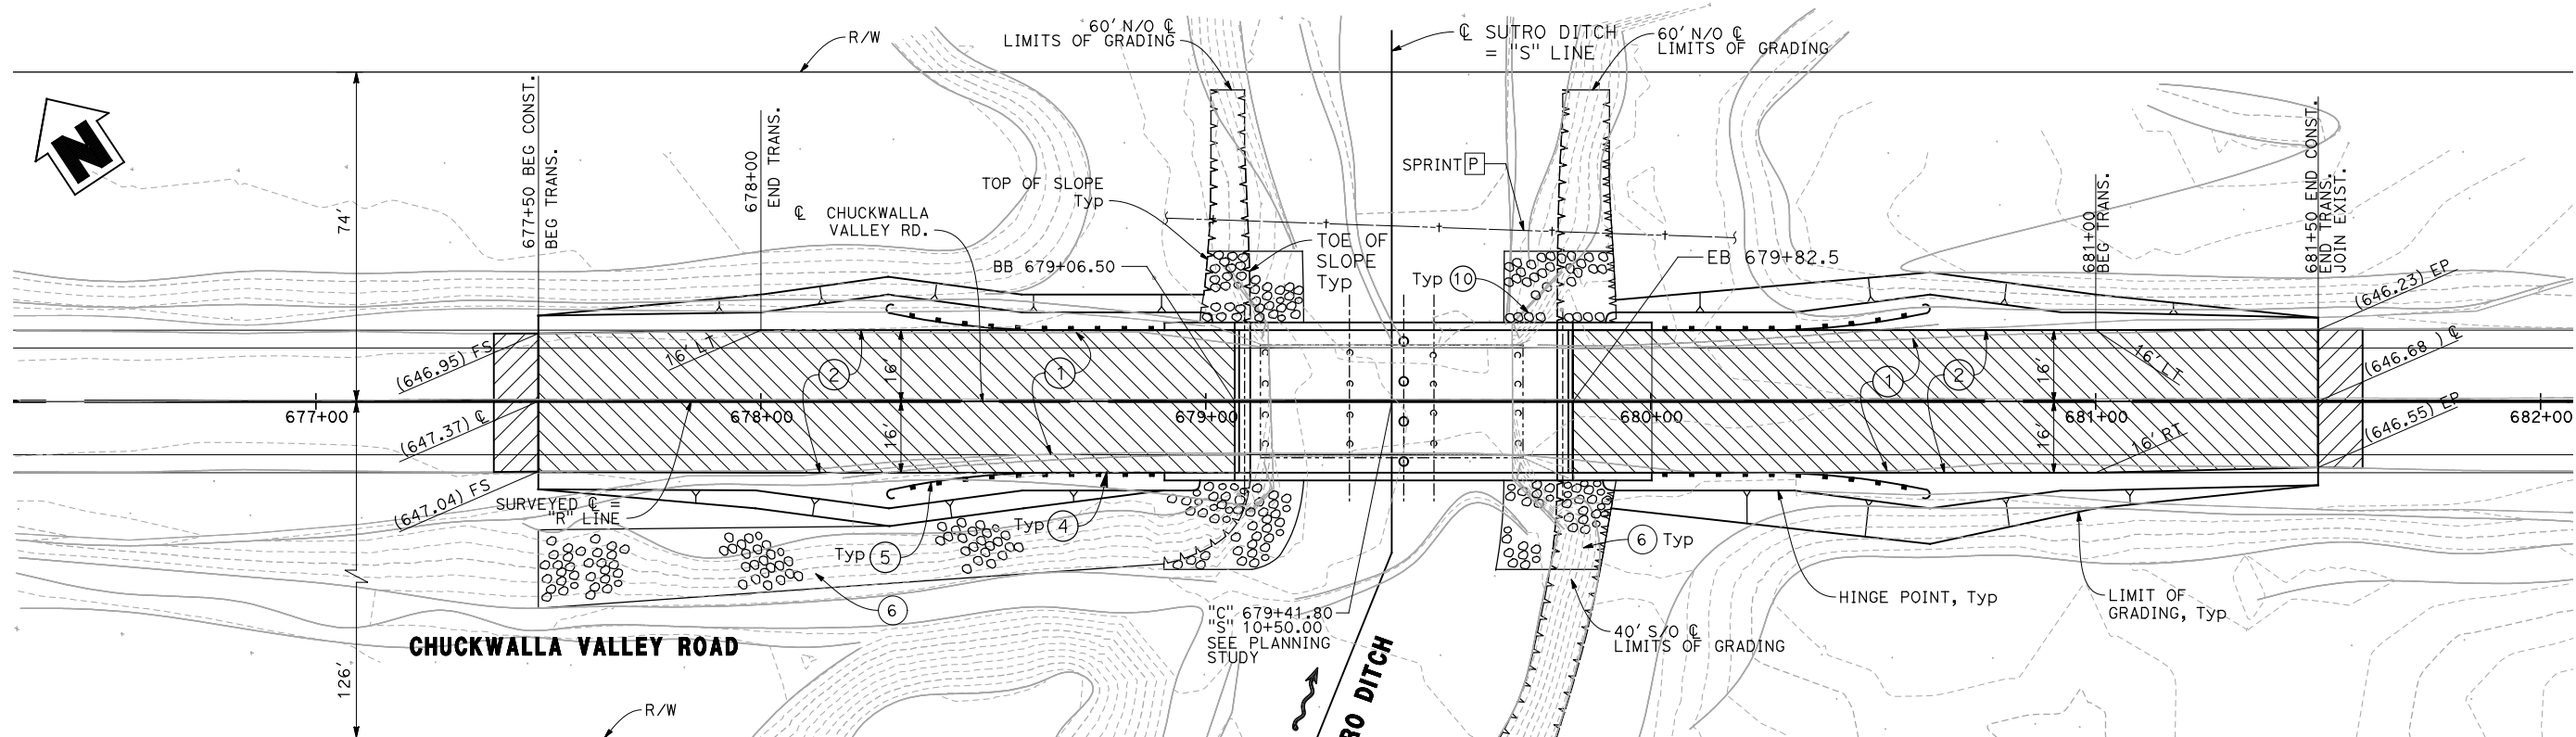 60' N/O ℄
LIMITS OF GRADING
R/W
℄ SUTRO DITCH
= "S" LINE
60' N/O ℄
LIMITS OF GRADING
N
677+50 BEG CONST.
BEG TRANS.
678+00
END TRANS.
74'
℄ CHUCKWALLA
VALLEY RD.
TOP OF SLOPE
Typ
SPRINT P
TOE OF
SLOPE
Typ
BB 679+06.50
Typ 10
EB 679+82.5
681+00
BEG TRANS.
681+50 END CONST.
END TRANS.
JOIN EXIST.
(646.23) EP
(646.95) FS
16' LT
2
16'
1
1
2
16'
16' LT
(646.68 ) ℄
677+00
678+00
679+00
680+00
681+00
682+00
(647.37) ℄
16'
16'
16' RT
(646.55) EP
(647.04) FS
SURVEYED ℄ =
"R" LINE
Typ 4
Typ 5
6
6 Typ
HINGE POINT, Typ
LIMIT OF
GRADING, Typ
"C" 679+41.80
"S" 10+50.00
SEE PLANNING
STUDY
40' S/O ℄
LIMITS OF GRADING
CHUCKWALLA VALLEY ROAD
126'
R/W
RO DITCH